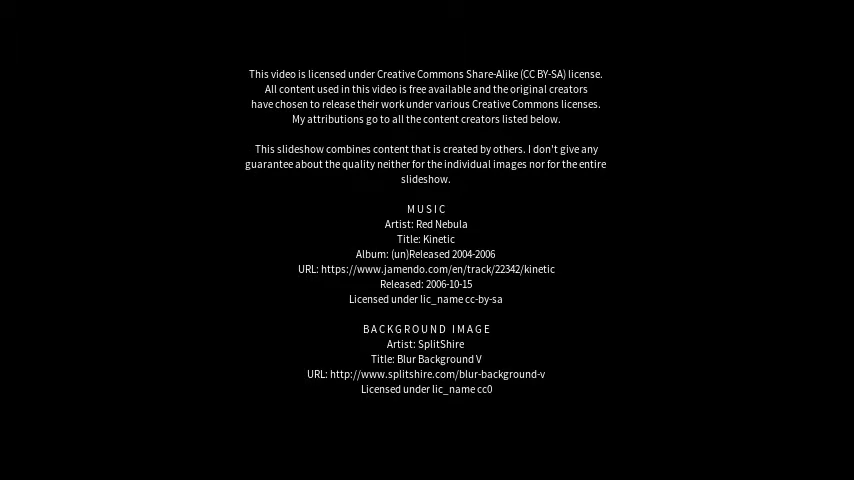 This video is licensed under Creative Commons Share-Alike (CC BY-SA) license.
All content used in this video is free available and the original creators
have chosen to release their work under various Creative Commons licenses.
My attributions go to all the content creators listed below.
This slideshow combines content that is created by others. I don't give any
guarantee about the quality neither for the individual images nor for the entire
slideshow.
MUSIC
Artist: Red Nebula
Title: Kinetic
Album: (un)Released 2004-2006
URL: https://www.jamendo.com/en/track/22342/kinetic
Released: 2006-10-15
Licensed under lic_name cc-by-sa
BACKGROUND IMAGE
Artist: SplitShire
Title: Blur Background V
URL: http://www.splitshire.com/blur-background-v
Licensed under lic_name cc0